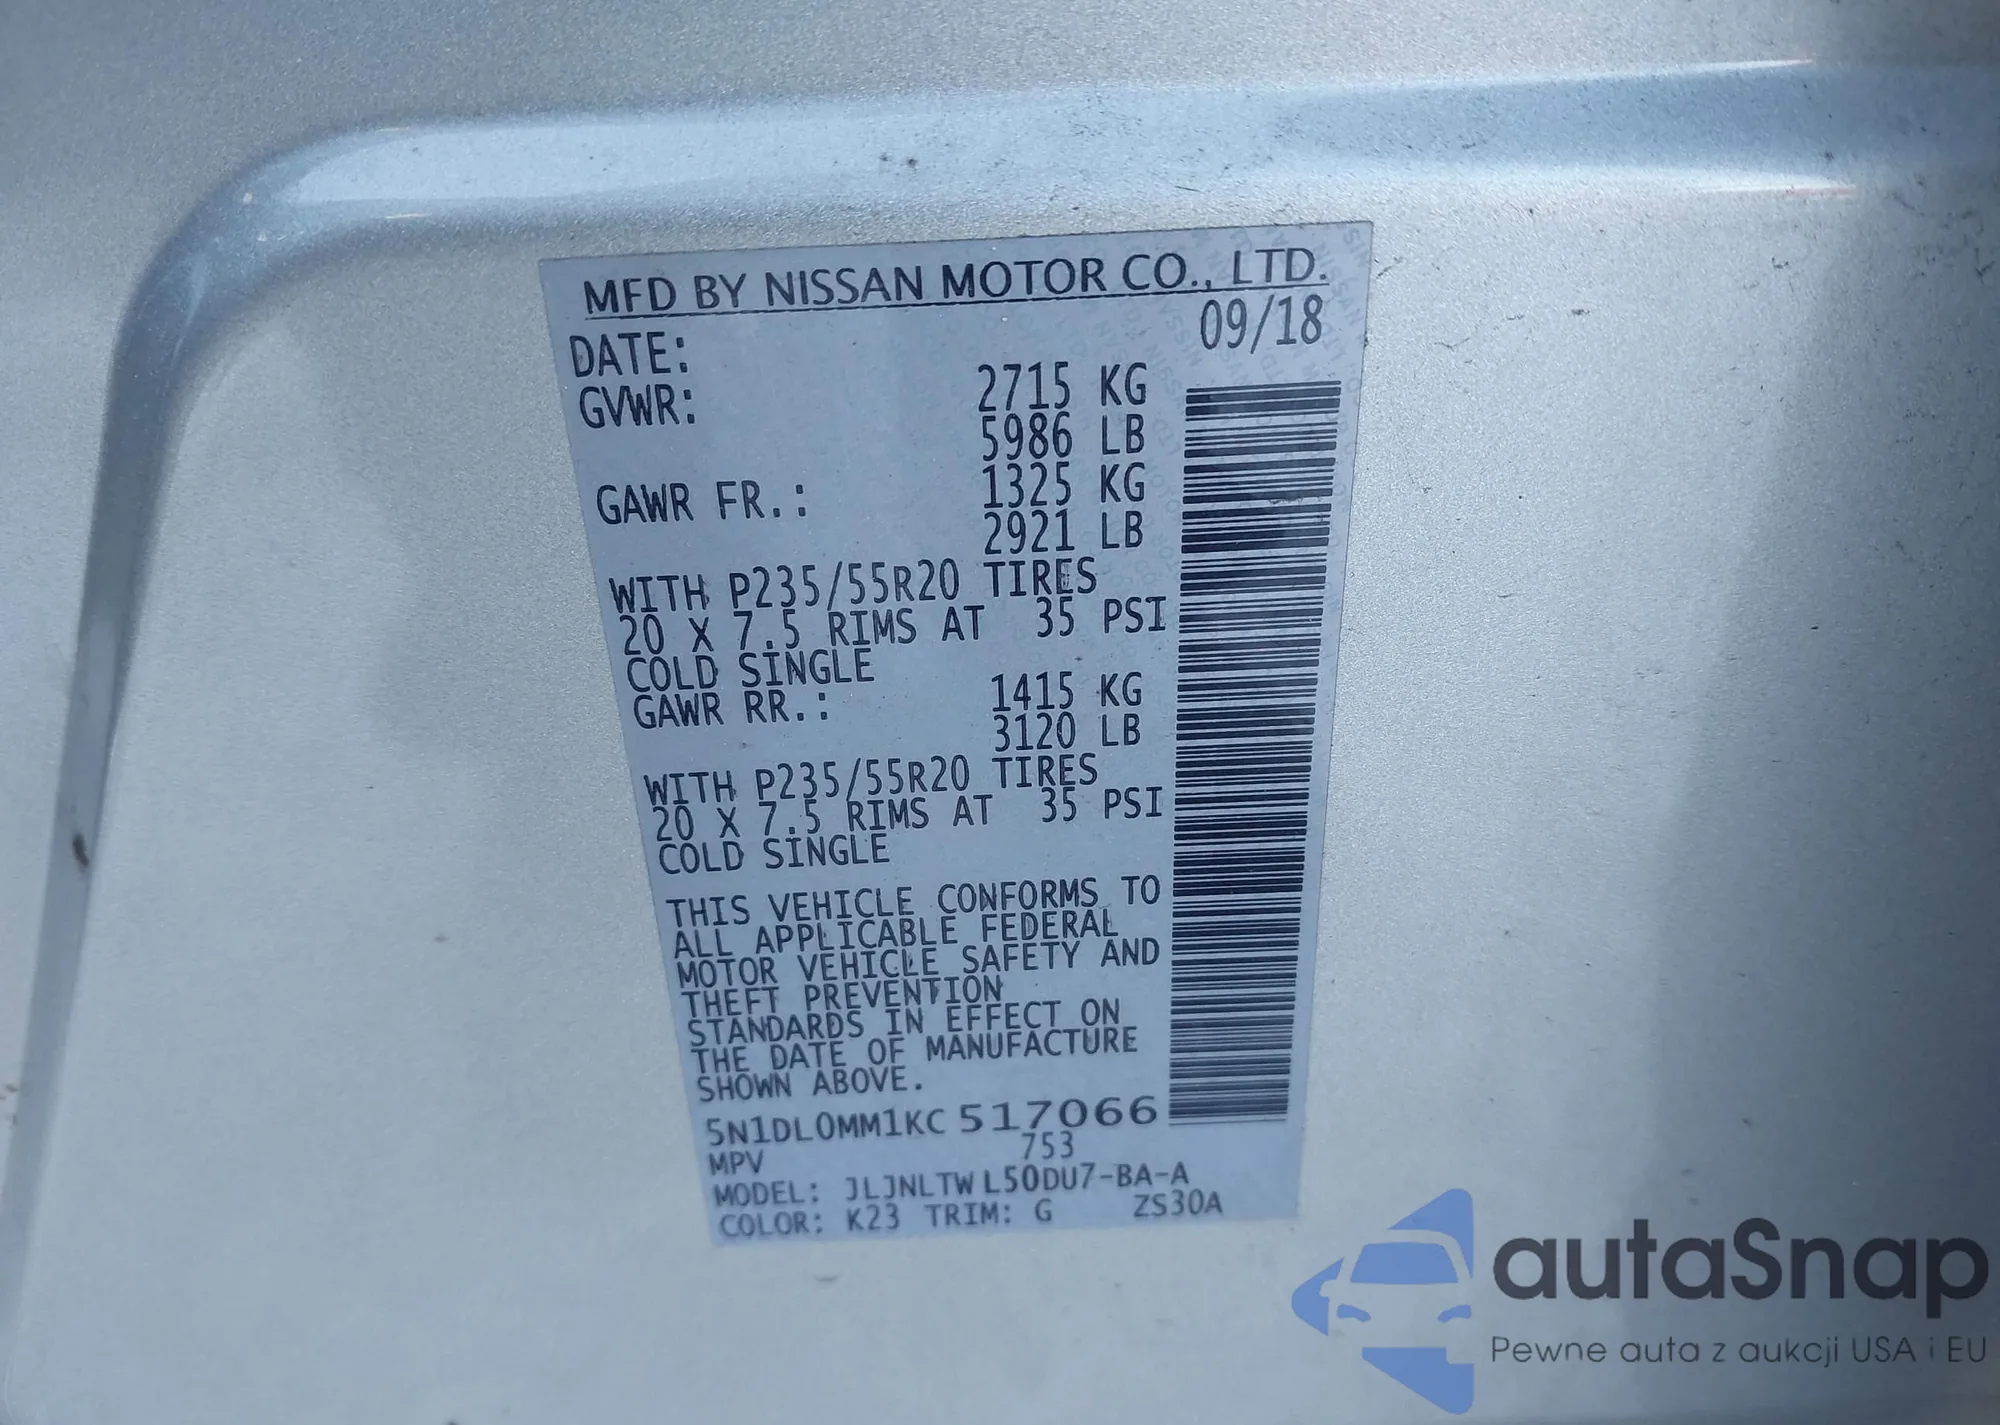 MFD BY NISSAN MOTOR CO., LTD.
DATE: 09/18
GVWR: 2715 KG
5986 LB
GAWR FR.: 1325 KG
2921 LB
WITH P235/55R20 TIRES
20 X 7.5 RIMS AT 35 PSI
COLD SINGLE
GAWR RR.: 1415 KG
3120 LB
WITH P235/55R20 TIRES
20 X 7.5 RIMS AT 35 PSI
COLD SINGLE
THIS VEHICLE CONFORMS TO
ALL APPLICABLE FEDERAL
MOTOR VEHICLE SAFETY AND
THEFT PREVENTION
STANDARDS IN EFFECT ON
THE DATE OF MANUFACTURE
SHOWN ABOVE.
5N1DL0MM1KC517066
MPV 753
MODEL: JLJNLTWL50DU7-BA-A
COLOR: K23 TRIM: G ZS30A
autaSnap
Pewne auta z aukcji USA i EU